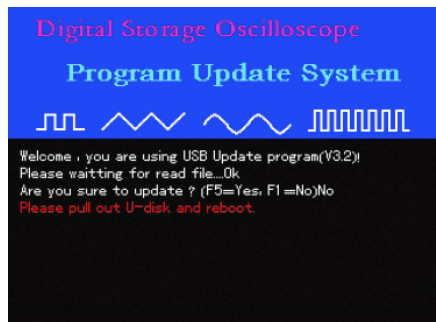 Digital Storage Oscilloscope
Program Update System
Welcome , you are using USB Update program(V3.2)!
Please waitting for read file....Ok
Are you sure to update ? (F5=Yes, F1=No)No
Please pull out U-disk and reboot.